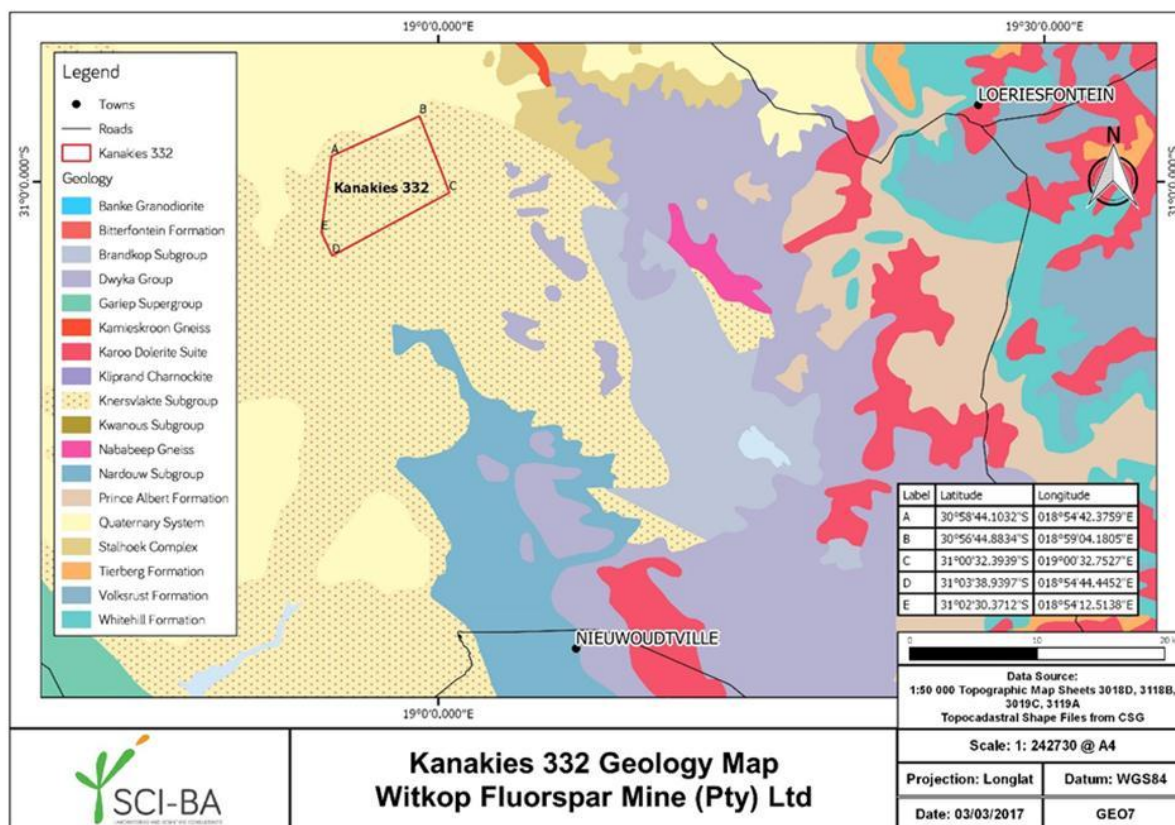 19°0'0.000"E
19°30'0.000"E
Legend
Towns
Roads
Kanakies 332
Geology
Banke Granodiorite
Bitterfontein Formation
Brandkop Subgroup
Dwyka Group
Gariep Supergroup
Kamieskroon Gneiss
Karoo Dolerite Suite
Kliprand Charnockite
Knersvlakte Subgroup
Kwanous Subgroup
Nababeep Gneiss
Nardouw Subgroup
Prince Albert Formation
Quaternary System
Stalhoek Complex
Tierberg Formation
Volksrust Formation
Whitehill Formation
31°0'0.000"S
B
A
Kanakies 332
C
E
D
LOERIESFONTEIN
N
31°0'0.000"S
NIEUWOUDTVILLE
Label Latitude Longitude
A 30°58'44.1032"S 018°54'42.3759"E
B 30°56'44.8834"S 018°59'04.1805"E
C 31°00'32.3939"S 019°00'32.7527"E
D 31°03'38.9397"S 018°54'44.4452"E
E 31°02'30.3712"S 018°54'12.5138"E
0 10 20 k
19°0'0.000"E
Data Source:
1:50 000 Topographic Map Sheets 3018D, 3118B,
3019C, 3119A
Topocadastral Shape Files from CSG
Scale: 1: 242730 @ A4
Projection: Longlat Datum: WGS84
Date: 03/03/2017 GEO7
SCI-BA
Kanakies 332 Geology Map
Witkop Fluorspar Mine (Pty) Ltd